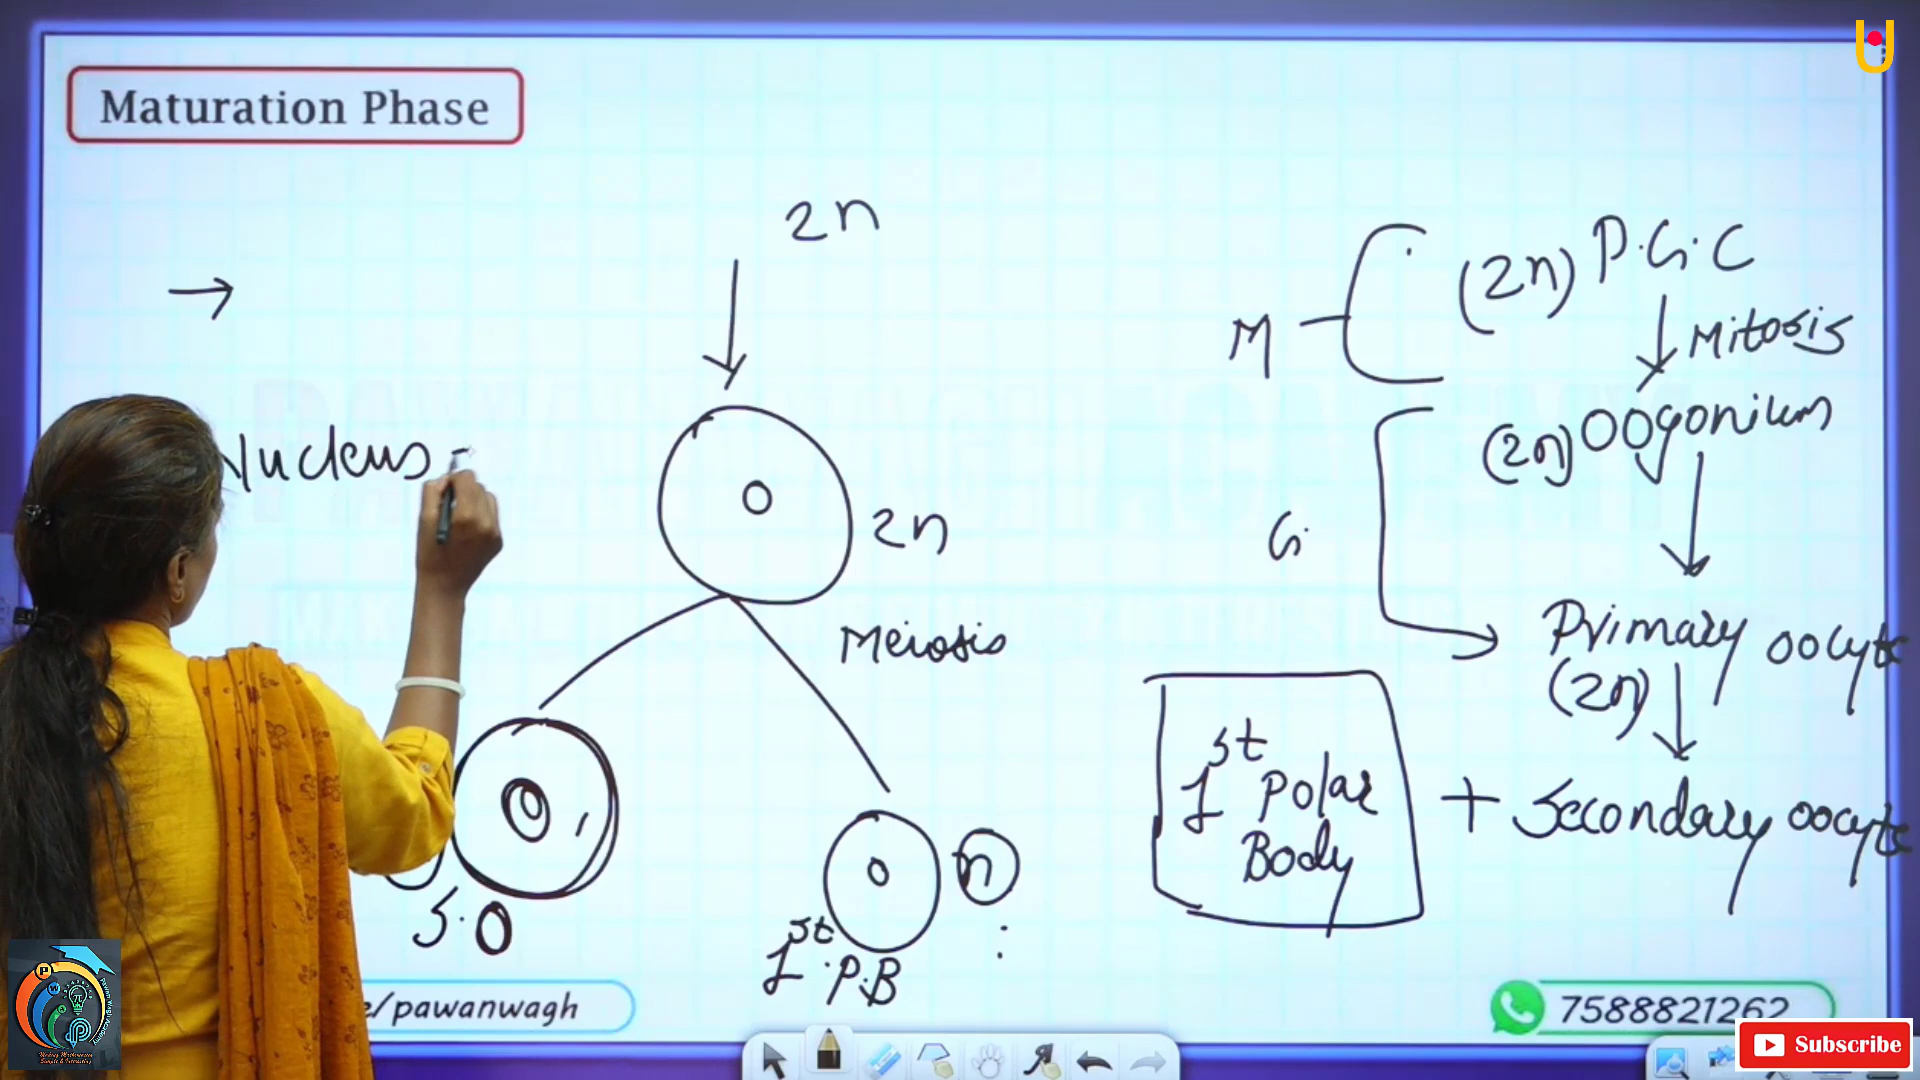 Maturation Phase
2n
2n
Meiosis
Nucleus -
S.O
1st P.B
n
M
(2n) P.G.C
Mitosis
(2n) Oogonium
G
Primary oocyte
(2n)
1st Polar Body
+ Secondary oocyte
e/pawanwagh
7588821262
Subscribe